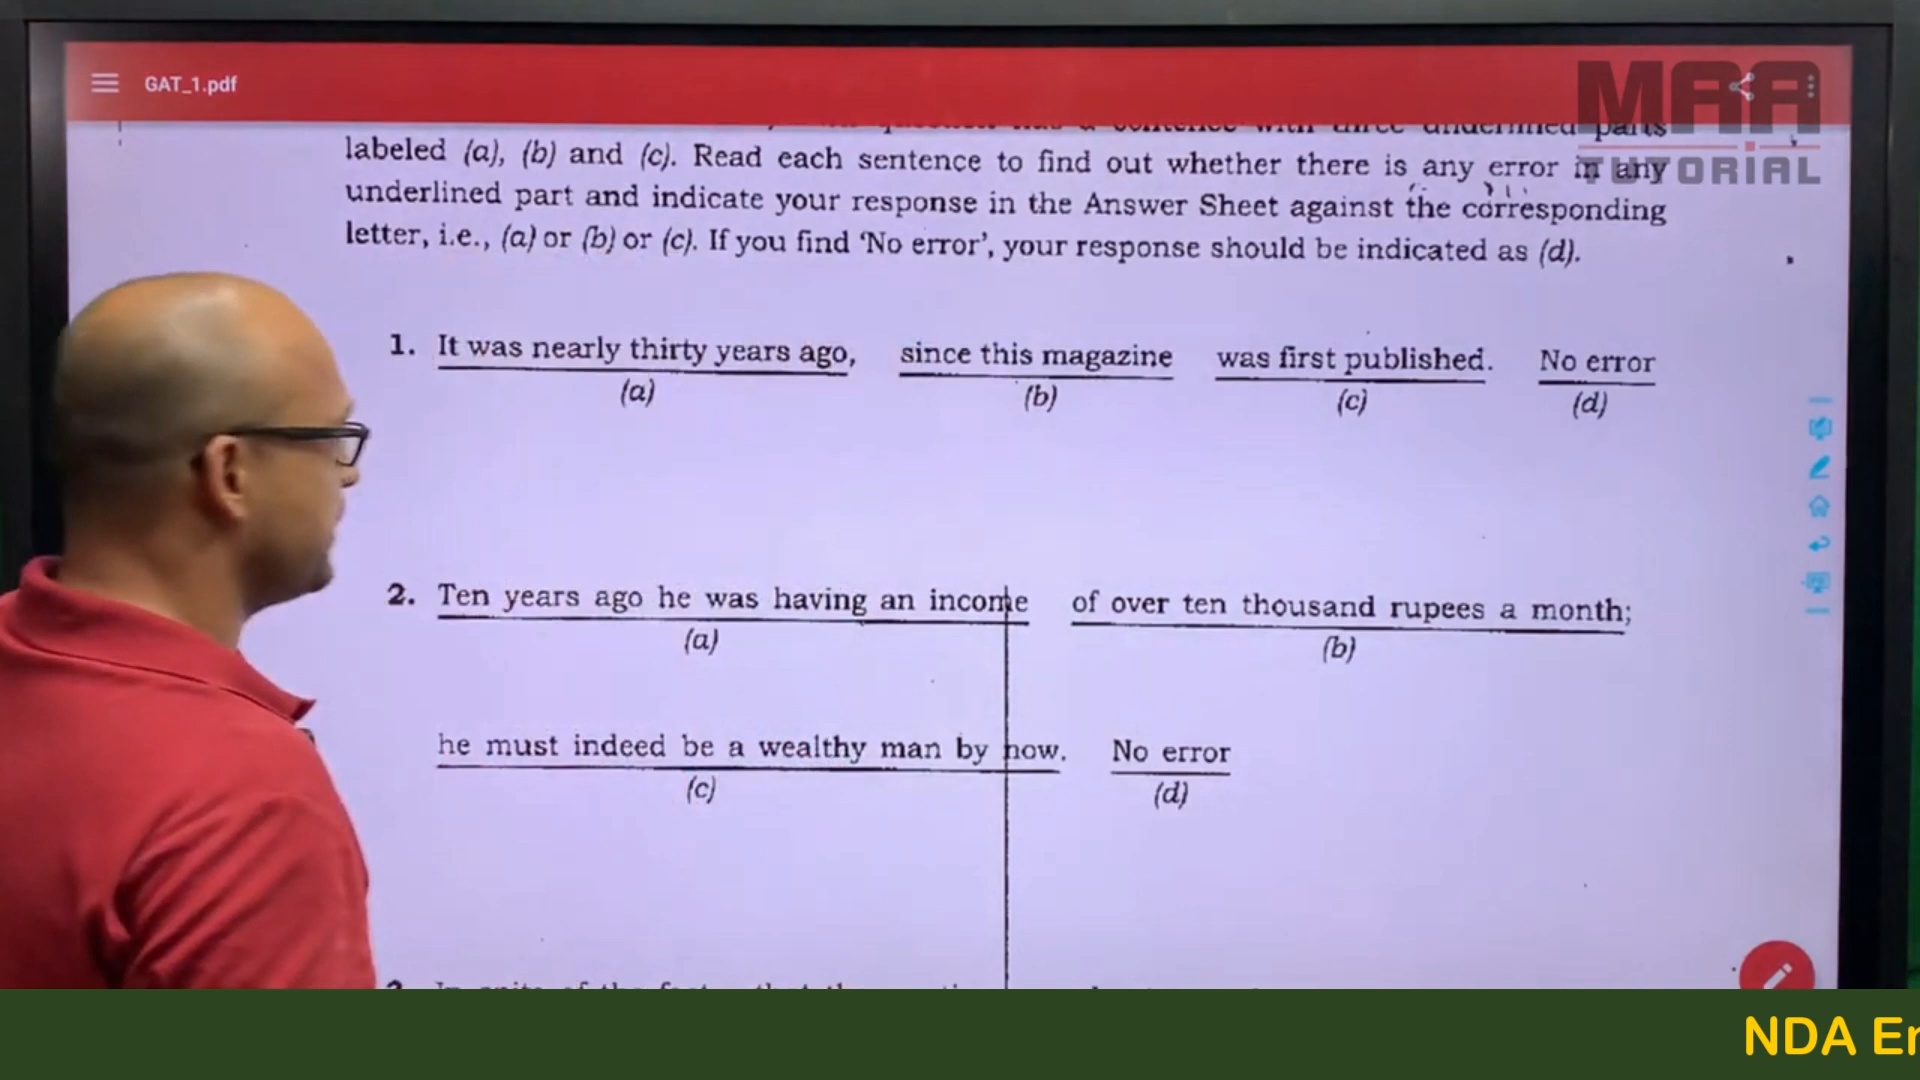 GAT_1.pdf
MAA
TUTORIAL
parts
labeled (a), (b) and (c). Read each sentence to find out whether there is any error in any
underlined part and indicate your response in the Answer Sheet against the corresponding
letter, i.e., (a) or (b) or (c). If you find ‘No error’, your response should be indicated as (d).
1. It was nearly thirty years ago, since this magazine was first published. No error
(a) (b) (c) (d)
2. Ten years ago he was having an income of over ten thousand rupees a month;
(a) (b)
he must indeed be a wealthy man by now. No error
(c) (d)
NDA